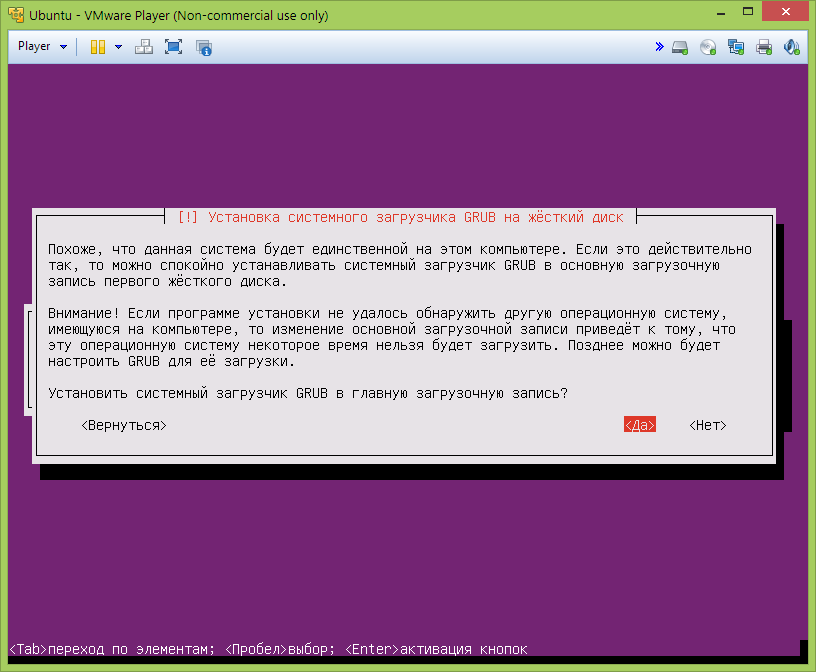 Ubuntu - VMware Player (Non-commercial use only)
Player
[!] Установка системного загрузчика GRUB на жёсткий диск
Похоже, что данная система будет единственной на этом компьютере. Если это действительно
так, то можно спокойно устанавливать системный загрузчик GRUB в основную загрузочную
запись первого жёсткого диска.
Внимание! Если программе установки не удалось обнаружить другую операционную систему,
имеющуюся на компьютере, то изменение основной загрузочной записи приведёт к тому, что
эту операционную систему некоторое время нельзя будет загрузить. Позднее можно будет
настроить GRUB для её загрузки.
Установить системный загрузчик GRUB в главную загрузочную запись?
<Вернуться> <Да> <Нет>
<Tab>переход по элементам; <Пробел>выбор; <Enter>активация кнопок